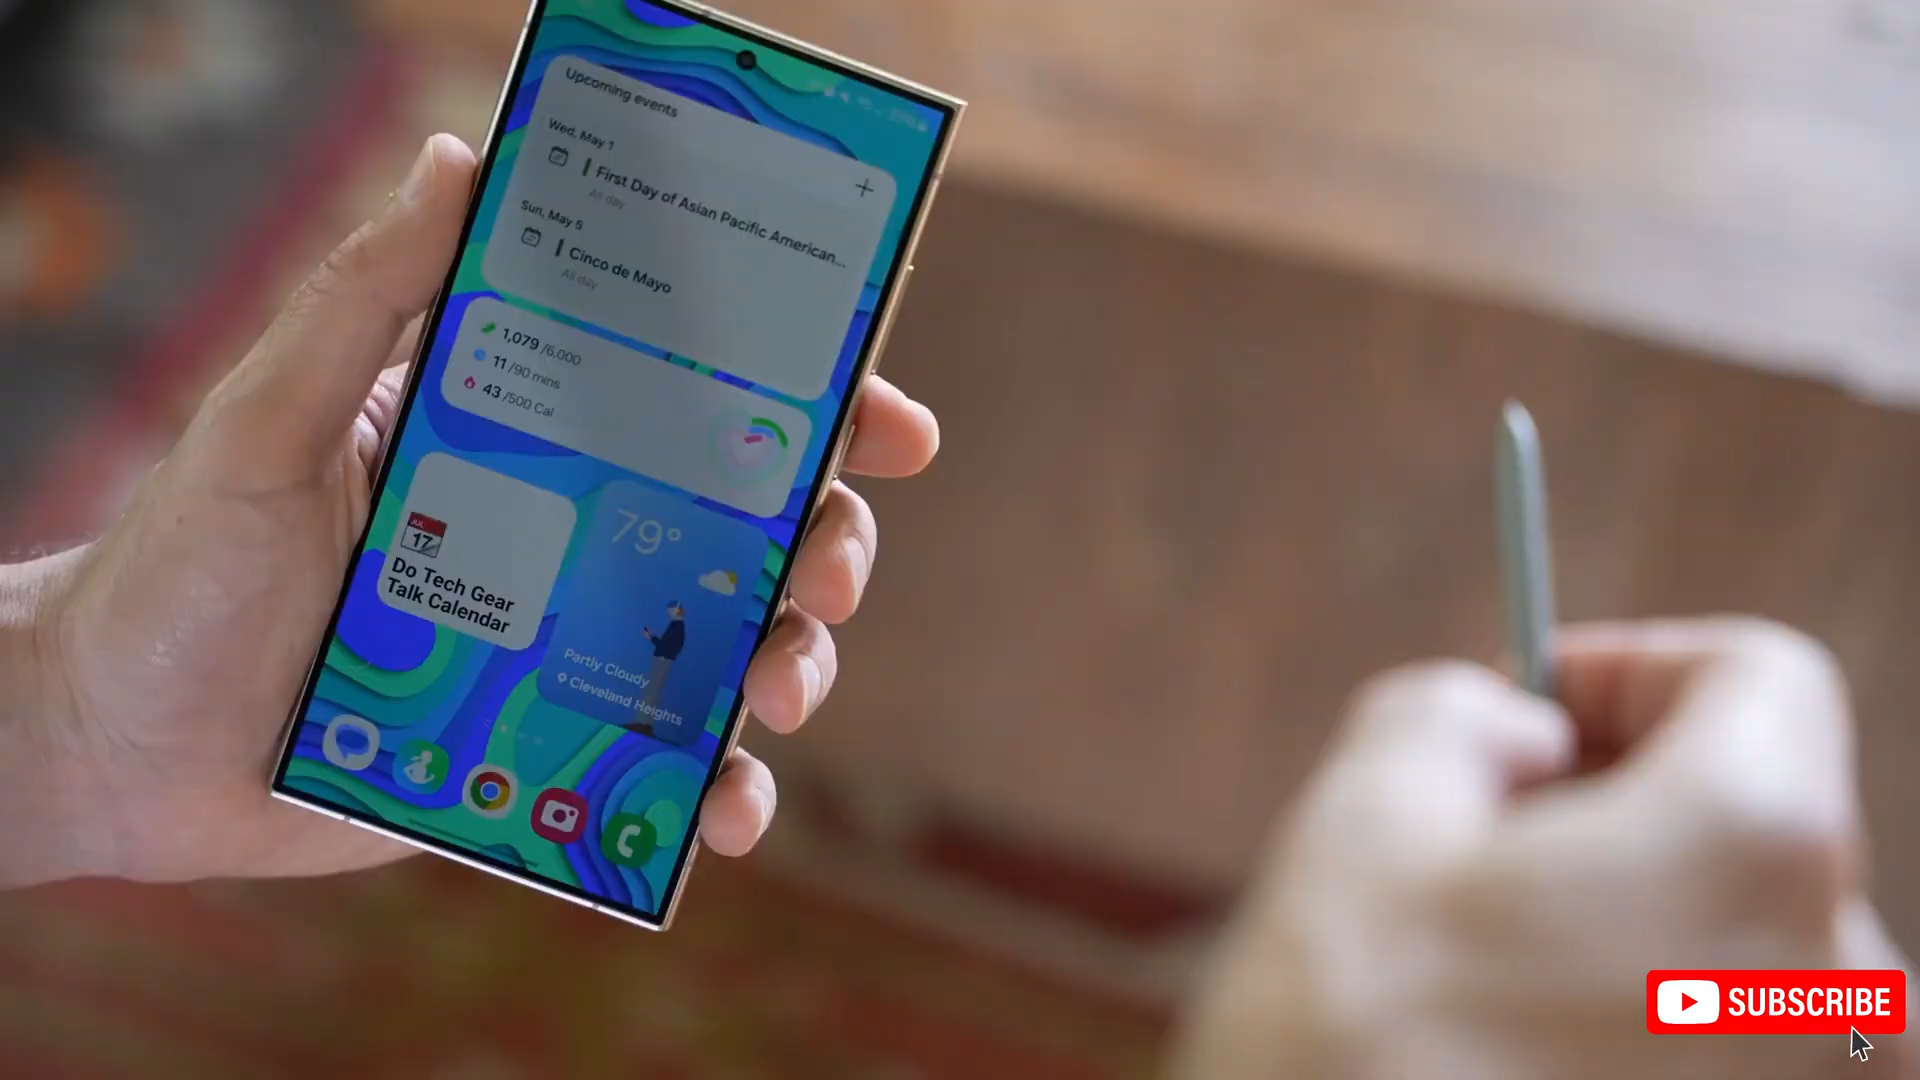 Upcoming events
Wed, May 1
First Day of Asian Pacific American...
All day
Sun, May 5
Cinco de Mayo
All day
1,079 /6,000
11 /90 mins
43 /500 Cal
JUL
17
Do Tech Gear
Talk Calendar
79°
Partly Cloudy
Cleveland Heights
SUBSCRIBE